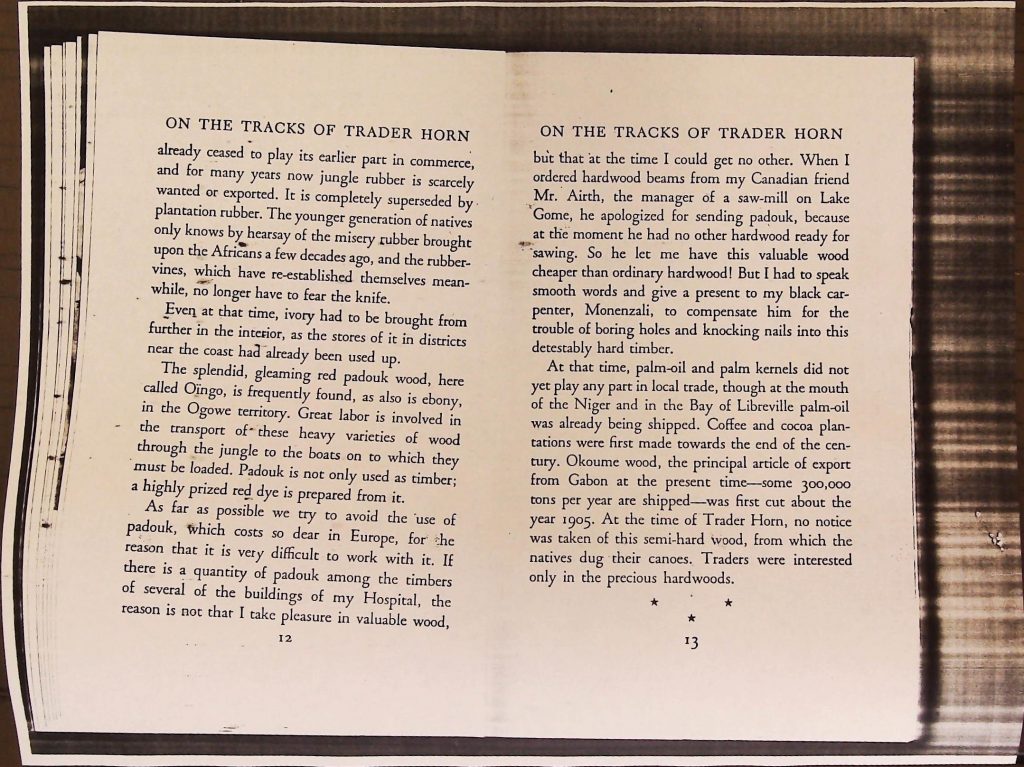 ON THE TRACKS OF TRADER HORN
already ceased to play its earlier part in commerce,
and for many years now jungle rubber is scarcely
wanted or exported. It is completely superseded by
plantation rubber. The younger generation of natives
only knows by hearsay of the misery rubber brought
upon the Africans a few decades ago, and the rubber-
vines, which have re-established themselves mean-
while, no longer have to fear the knife.
Even at that time, ivory had to be brought from
further in the interior, as the stores of it in districts
near the coast had already been used up.
The splendid, gleaming red padouk wood, here
called Oïngo, is frequently found, as also is ebony,
in the Ogowe territory. Great labor is involved in
the transport of these heavy varieties of wood
through the jungle to the boats on to which they
must be loaded. Padouk is not only used as timber;
a highly prized red dye is prepared from it.
As far as possible we try to avoid the use of
padouk, which costs so dear in Europe, for the
reason that it is very difficult to work with it. If
there is a quantity of padouk among the timbers
of several of the buildings of my Hospital, the
reason is not that I take pleasure in valuable wood,
12
ON THE TRACKS OF TRADER HORN
but that at the time I could get no other. When I
ordered hardwood beams from my Canadian friend
Mr. Airth, the manager of a saw-mill on Lake
Gome, he apologized for sending padouk, because
at the moment he had no other hardwood ready for
sawing. So he let me have this valuable wood
cheaper than ordinary hardwood! But I had to speak
smooth words and give a present to my black car-
penter, Monenzali, to compensate him for the
trouble of boring holes and knocking nails into this
detestably hard timber.
At that time, palm-oil and palm kernels did not
yet play any part in local trade, though at the mouth
of the Niger and in the Bay of Libreville palm-oil
was already being shipped. Coffee and cocoa plan-
tations were first made towards the end of the cen-
tury. Okoume wood, the principal article of export
from Gabon at the present time—some 300,000
tons per year are shipped—was first cut about the
year 1905. At the time of Trader Horn, no notice
was taken of this semi-hard wood, from which the
natives dug their canoes. Traders were interested
only in the precious hardwoods.
★ ★
★
13